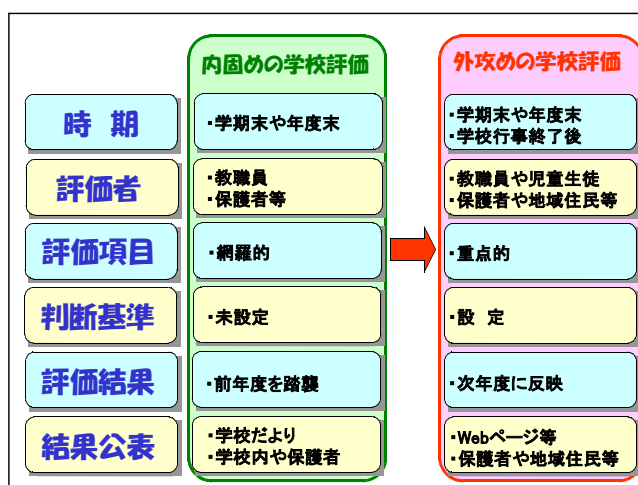 内固めの学校評価
外攻めの学校評価
時 期
・学期末や年度末
・学期末や年度末
・学校行事終了後
評価者
・教職員
・保護者等
・教職員や児童生徒
・保護者や地域住民等
評価項目
・網羅的
・重点的
判断基準
・未設定
・設 定
評価結果
・前年度を踏襲
・次年度に反映
結果公表
・学校だより
・学校内や保護者
・Webページ等
・保護者や地域住民等